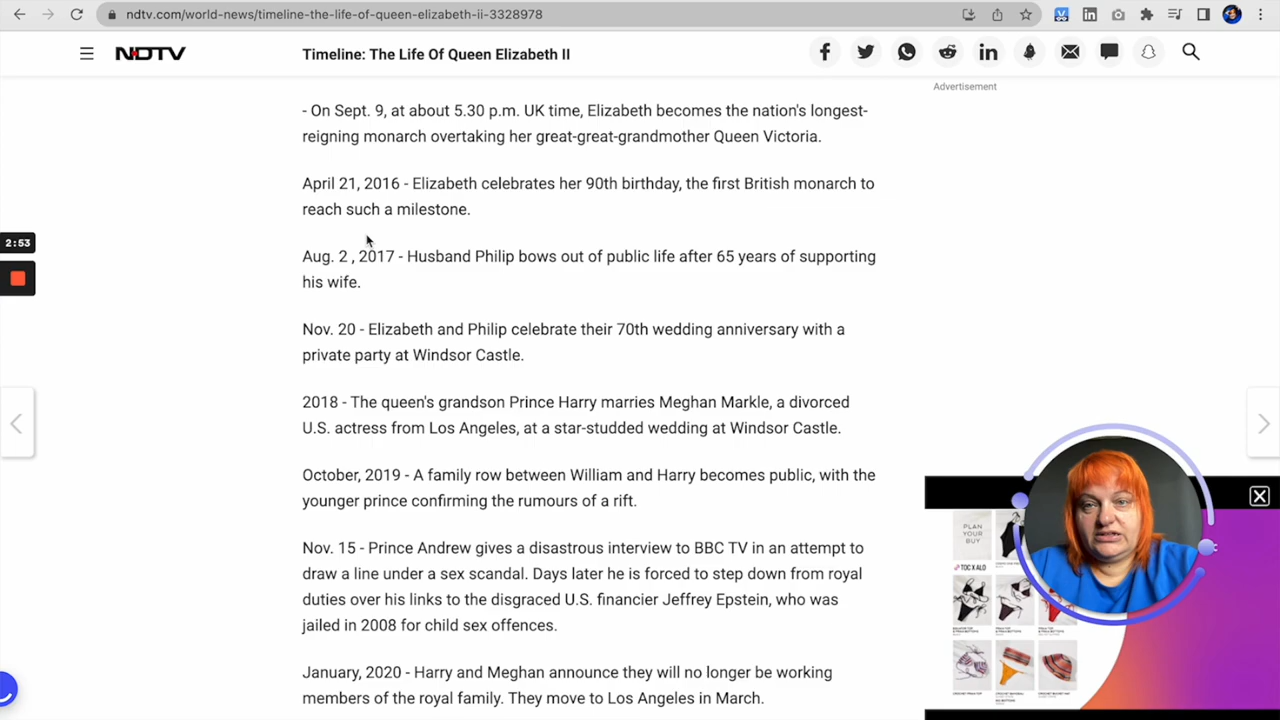 ndtv.com/world-news/timeline-the-life-of-queen-elizabeth-ii-3328978
NDTV
Timeline: The Life Of Queen Elizabeth II
Advertisement
- On Sept. 9, at about 5.30 p.m. UK time, Elizabeth becomes the nation's longest-
reigning monarch overtaking her great-great-grandmother Queen Victoria.
April 21, 2016 - Elizabeth celebrates her 90th birthday, the first British monarch to
reach such a milestone.
2:53
Aug. 2 , 2017 - Husband Philip bows out of public life after 65 years of supporting
his wife.
Nov. 20 - Elizabeth and Philip celebrate their 70th wedding anniversary with a
private party at Windsor Castle.
2018 - The queen's grandson Prince Harry marries Meghan Markle, a divorced
U.S. actress from Los Angeles, at a star-studded wedding at Windsor Castle.
October, 2019 - A family row between William and Harry becomes public, with the
younger prince confirming the rumours of a rift.
PLAN
YOUR
BUY
TOC X ALO
Nov. 15 - Prince Andrew gives a disastrous interview to BBC TV in an attempt to
draw a line under a sex scandal. Days later he is forced to step down from royal
duties over his links to the disgraced U.S. financier Jeffrey Epstein, who was
jailed in 2008 for child sex offences.
January, 2020 - Harry and Meghan announce they will no longer be working
members of the royal family. They move to Los Angeles in March.